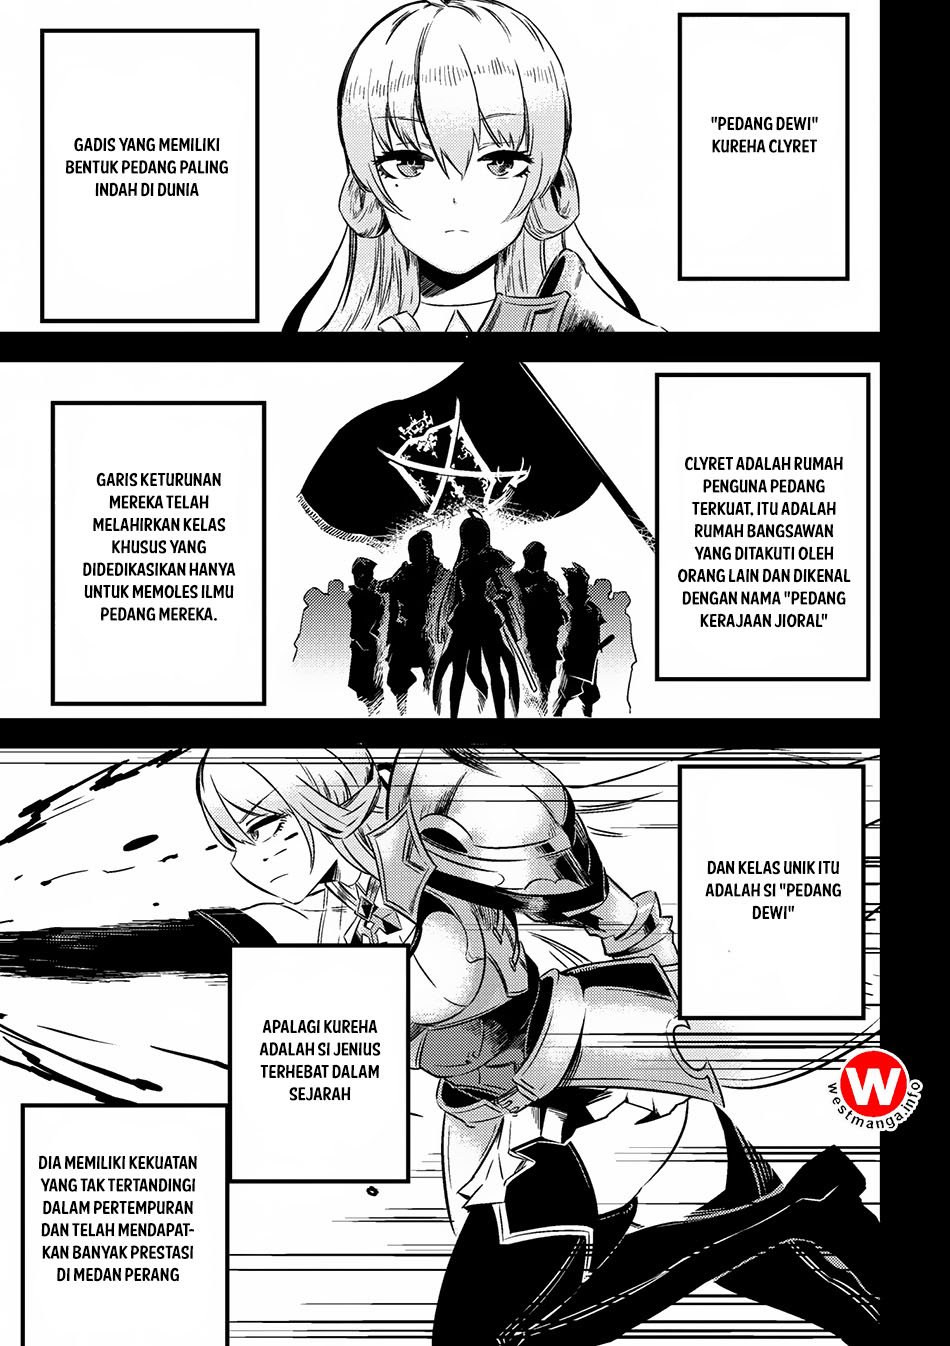 "PEDANG DEWI"
KUREHA CLYRET
GADIS YANG MEMILIKI
BENTUK PEDANG PALING
INDAH DI DUNIA
CLYRET ADALAH RUMAH
PENGUNA PEDANG
TERKUAT. ITU ADALAH
RUMAH BANGSAWAN
YANG DITAKUTI OLEH
ORANG LAIN DAN DIKENAL
DENGAN NAMA "PEDANG
KERAJAAN JIORAL"
GARIS KETURUNAN
MEREKA TELAH
MELAHIRKAN KELAS
KHUSUS YANG
DIDEDIKASIKAN HANYA
UNTUK MEMOLES ILMU
PEDANG MEREKA.
DAN KELAS UNIK ITU
ADALAH SI "PEDANG
DEWI"
APALAGI KUREHA
ADALAH SI JENIUS
TERHEBAT DALAM
SEJARAH
DIA MEMILIKI KEKUATAN
YANG TAK TERTANDINGI
DALAM PERTEMPURAN
DAN TELAH MENDAPAT-
KAN BANYAK PRESTASI
DI MEDAN PERANG
W
westmanga.info